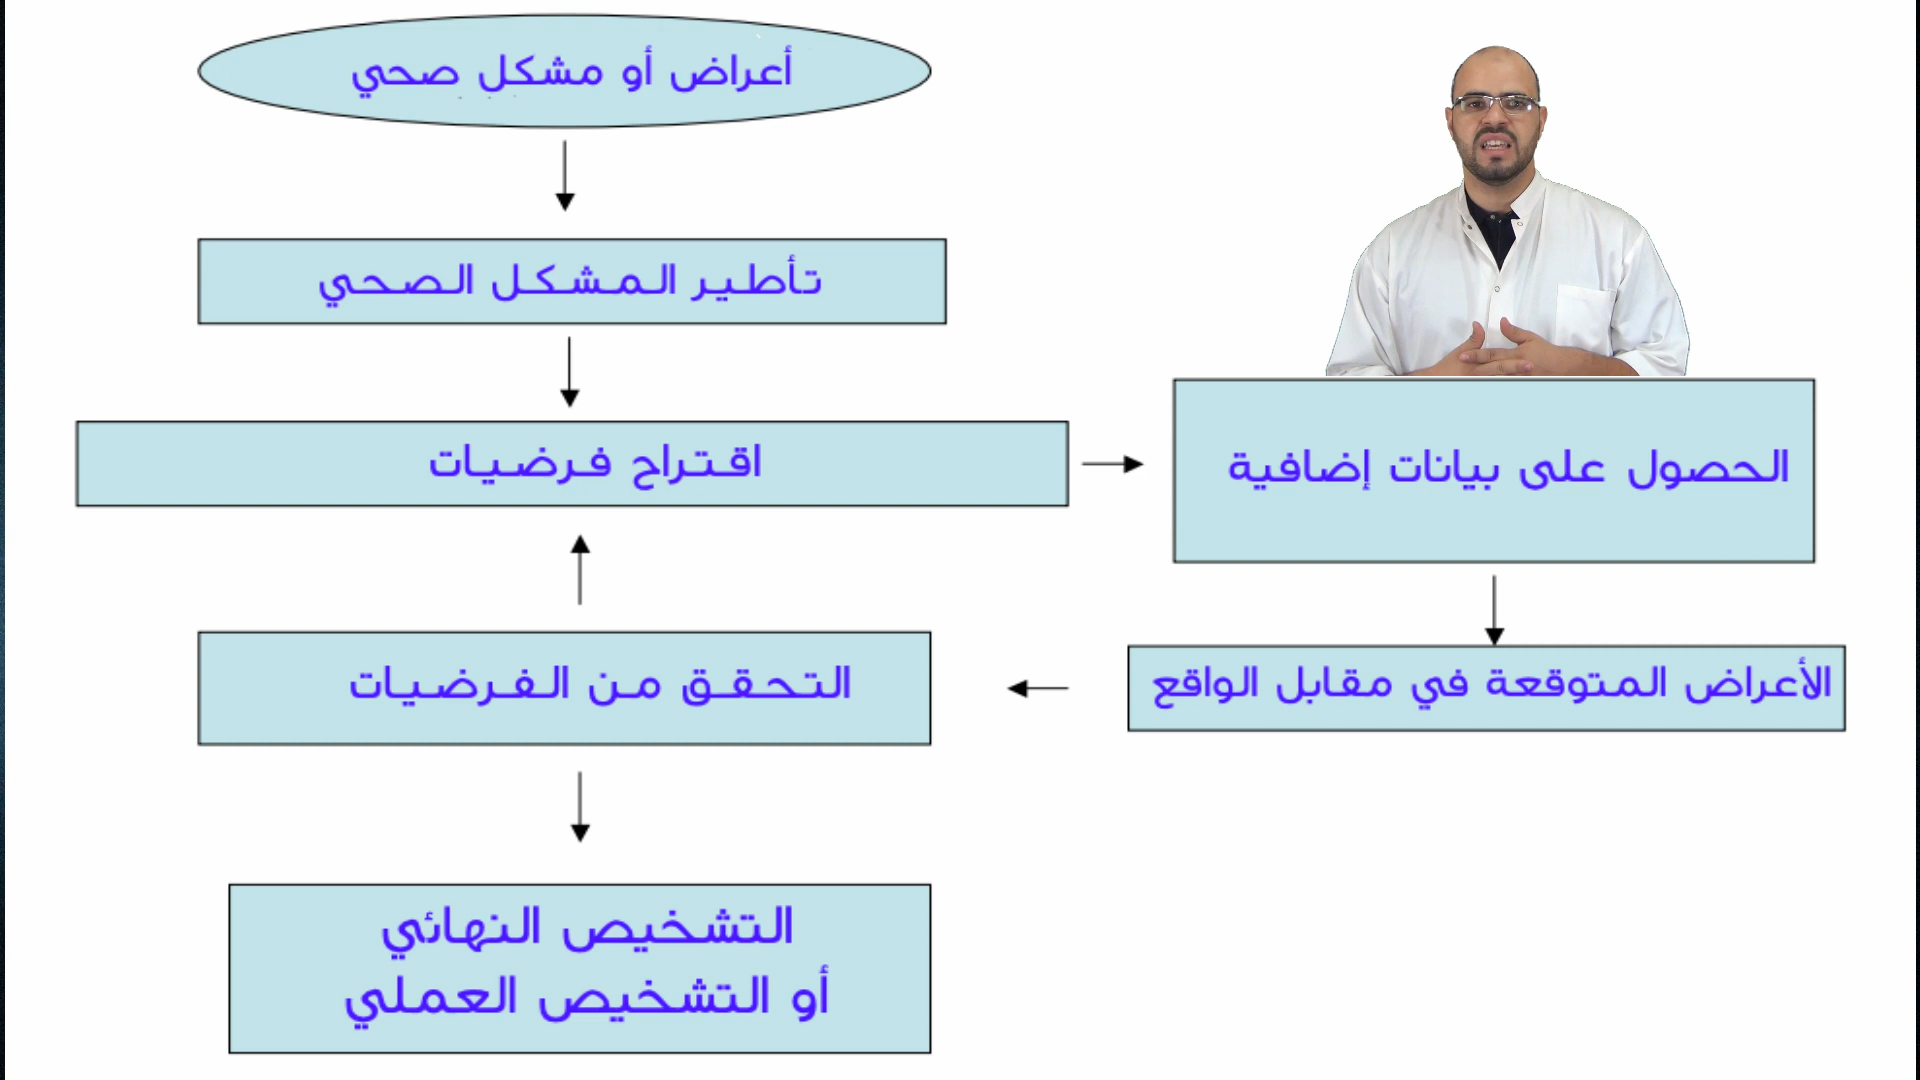 أعراض أو مشكل صحي
تأطير المشكل الصحي
اقتراح فرضيات
الحصول على بيانات إضافية
الأعراض المتوقعة في مقابل الواقع
التحقق من الفرضيات
التشخيص النهائي
أو التشخيص العملي